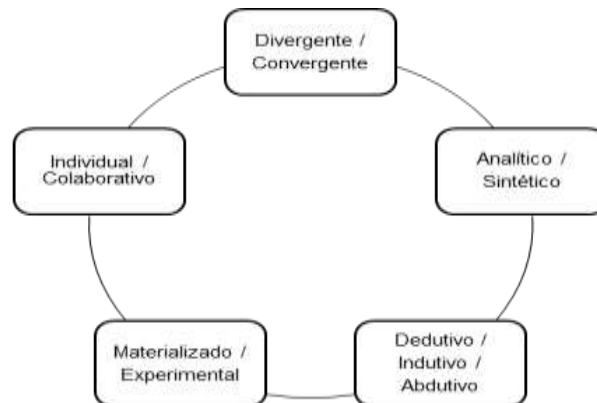 Divergente /
Convergente
Analítico /
Sintético
Dedutivo /
Indutivo /
Abdutivo
Materializado /
Experimental
Individual /
Colaborativo